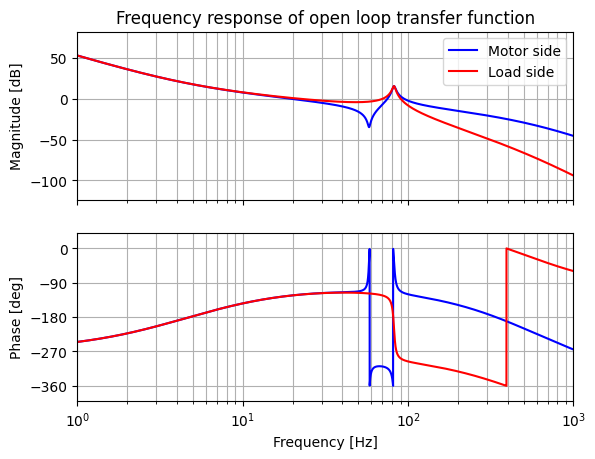 Frequency response of open loop transfer function
Magnitude [dB]
50
0
−50
−100
Motor side
Load side
Phase [deg]
0
−90
−180
−270
−360
10^0
10^1
10^2
10^3
Frequency [Hz]